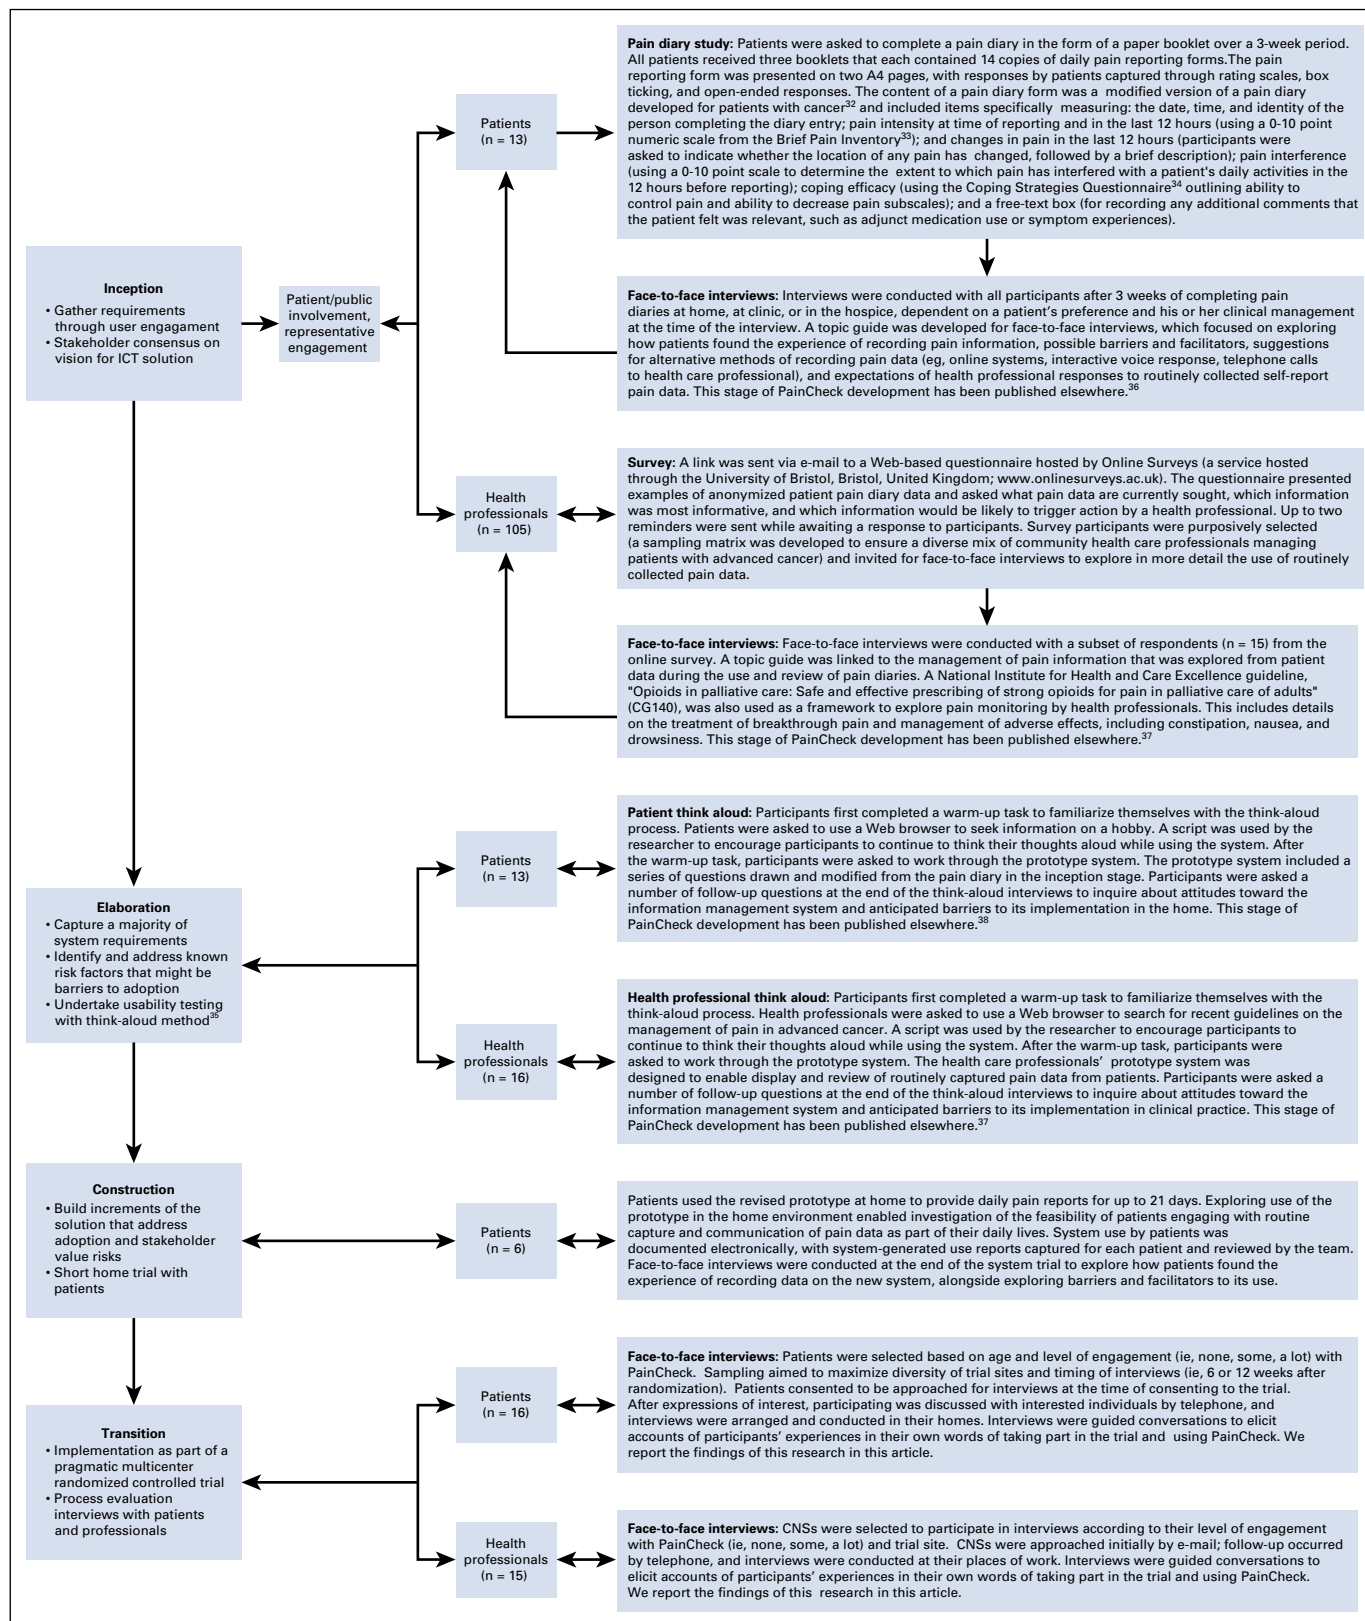 Pain diary study: Patients were asked to complete a pain diary in the form of a paper booklet over a 3-week period.
All patients received three booklets that each contained 14 copies of daily pain reporting forms.The pain
reporting form was presented on two A4 pages, with responses by patients captured through rating scales, box
ticking, and open-ended responses. The content of a pain diary form was a modified version of a pain diary
developed for patients with cancer32 and included items specifically measuring: the date, time, and identity of the
person completing the diary entry; pain intensity at time of reporting and in the last 12 hours (using a 0-10 point
numeric scale from the Brief Pain Inventory33); and changes in pain in the last 12 hours (participants were
asked to indicate whether the location of any pain has changed, followed by a brief description); pain interference
(using a 0-10 point scale to determine the extent to which pain has interfered with a patient's daily activities in the
12 hours before reporting); coping efficacy (using the Coping Strategies Questionnaire34 outlining ability to
control pain and ability to decrease pain subscales); and a free-text box (for recording any additional comments that
the patient felt was relevant, such as adjunct medication use or symptom experiences).
Patients
(n = 13)
Inception
• Gather requirements
through user engagament
• Stakeholder consensus on
vision for ICT solution
Patient/public
involvement,
representative
engagement
Face-to-face interviews: Interviews were conducted with all participants after 3 weeks of completing pain
diaries at home, at clinic, or in the hospice, dependent on a patient's preference and his or her clinical management
at the time of the interview. A topic guide was developed for face-to-face interviews, which focused on exploring
how patients found the experience of recording pain information, possible barriers and facilitators, suggestions
for alternative methods of recording pain data (eg, online systems, interactive voice response, telephone calls
to health care professional), and expectations of health professional responses to routinely collected self-report
pain data. This stage of PainCheck development has been published elsewhere.36
Health
professionals
(n = 105)
Survey: A link was sent via e-mail to a Web-based questionnaire hosted by Online Surveys (a service hosted
through the University of Bristol, Bristol, United Kingdom; www.onlinesurveys.ac.uk). The questionnaire presented
examples of anonymized patient pain diary data and asked what pain data are currently sought, which information
was most informative, and which information would be likely to trigger action by a health professional. Up to two
reminders were sent while awaiting a response to participants. Survey participants were purposively selected
(a sampling matrix was developed to ensure a diverse mix of community health care professionals managing
patients with advanced cancer) and invited for face-to-face interviews to explore in more detail the use of routinely
collected pain data.
Face-to-face interviews: Face-to-face interviews were conducted with a subset of respondents (n = 15) from the
online survey. A topic guide was linked to the management of pain information that was explored from patient
data during the use and review of pain diaries. A National Institute for Health and Care Excellence guideline,
"Opioids in palliative care: Safe and effective prescribing of strong opioids for pain in palliative care of adults"
(CG140), was also used as a framework to explore pain monitoring by health professionals. This includes details
on the treatment of breakthrough pain and management of adverse effects, including constipation, nausea, and
drowsiness. This stage of PainCheck development has been published elsewhere.37
Elaboration
• Capture a majority of
system requirements
• Identify and address known
risk factors that might be
barriers to adoption
• Undertake usability testing
with think-aloud method35
Patients
(n = 13)
Patient think aloud: Participants first completed a warm-up task to familiarize themselves with the think-aloud
process. Patients were asked to use a Web browser to seek information on a hobby. A script was used by the
researcher to encourage participants to continue to think their thoughts aloud while using the system. After
the warm-up task, participants were asked to work through the prototype system. The prototype system included a
series of questions drawn and modified from the pain diary in the inception stage. Participants were asked a
number of follow-up questions at the end of the think-aloud interviews to inquire about attitudes toward the
information management system and anticipated barriers to its implementation in the home. This stage of
PainCheck development has been published elsewhere.38
Health
professionals
(n = 16)
Health professional think aloud: Participants first completed a warm-up task to familiarize themselves with the
think-aloud process. Health professionals were asked to use a Web browser to search for recent guidelines on the
management of pain in advanced cancer. A script was used by the researcher to encourage participants to
continue to think their thoughts aloud while using the system. After the warm-up task, participants were
asked to work through the prototype system. The health care professionals' prototype system was
designed to enable display and review of routinely captured pain data from patients. Participants were asked a
number of follow-up questions at the end of the think-aloud interviews to inquire about attitudes toward the
information management system and anticipated barriers to its implementation in clinical practice. This stage of
PainCheck development has been published elsewhere.37
Construction
• Build increments of the
solution that address
adoption and stakeholder
value risks
• Short home trial with
patients
Patients
(n = 6)
Patients used the revised prototype at home to provide daily pain reports for up to 21 days. Exploring use of the
prototype in the home environment enabled investigation of the feasibility of patients engaging with routine
capture and communication of pain data as part of their daily lives. System use by patients was
documented electronically, with system-generated use reports captured for each patient and reviewed by the team.
Face-to-face interviews were conducted at the end of the system trial to explore how patients found the
experience of recording data on the new system, alongside exploring barriers and facilitators to its use.
Transition
• Implementation as part of a
pragmatic multicenter
randomized controlled trial
• Process evaluation
interviews with patients
and professionals
Patients
(n = 16)
Face-to-face interviews: Patients were selected based on age and level of engagement (ie, none, some, a lot) with
PainCheck. Sampling aimed to maximize diversity of trial sites and timing of interviews (ie, 6 or 12 weeks after
randomization). Patients consented to be approached for interviews at the time of consenting to the trial.
After expressions of interest, participating was discussed with interested individuals by telephone, and
interviews were arranged and conducted in their homes. Interviews were guided conversations to elicit
accounts of participants' experiences in their own words of taking part in the trial and using PainCheck. We
report the findings of this research in this article.
Health
professionals
(n = 15)
Face-to-face interviews: CNSs were selected to participate in interviews according to their level of engagement
with PainCheck (ie, none, some, a lot) and trial site. CNSs were approached initially by e-mail; follow-up occurred
by telephone, and interviews were conducted at their places of work. Interviews were guided conversations to
elicit accounts of participants' experiences in their own words of taking part in the trial and using PainCheck.
We report the findings of this research in this article.